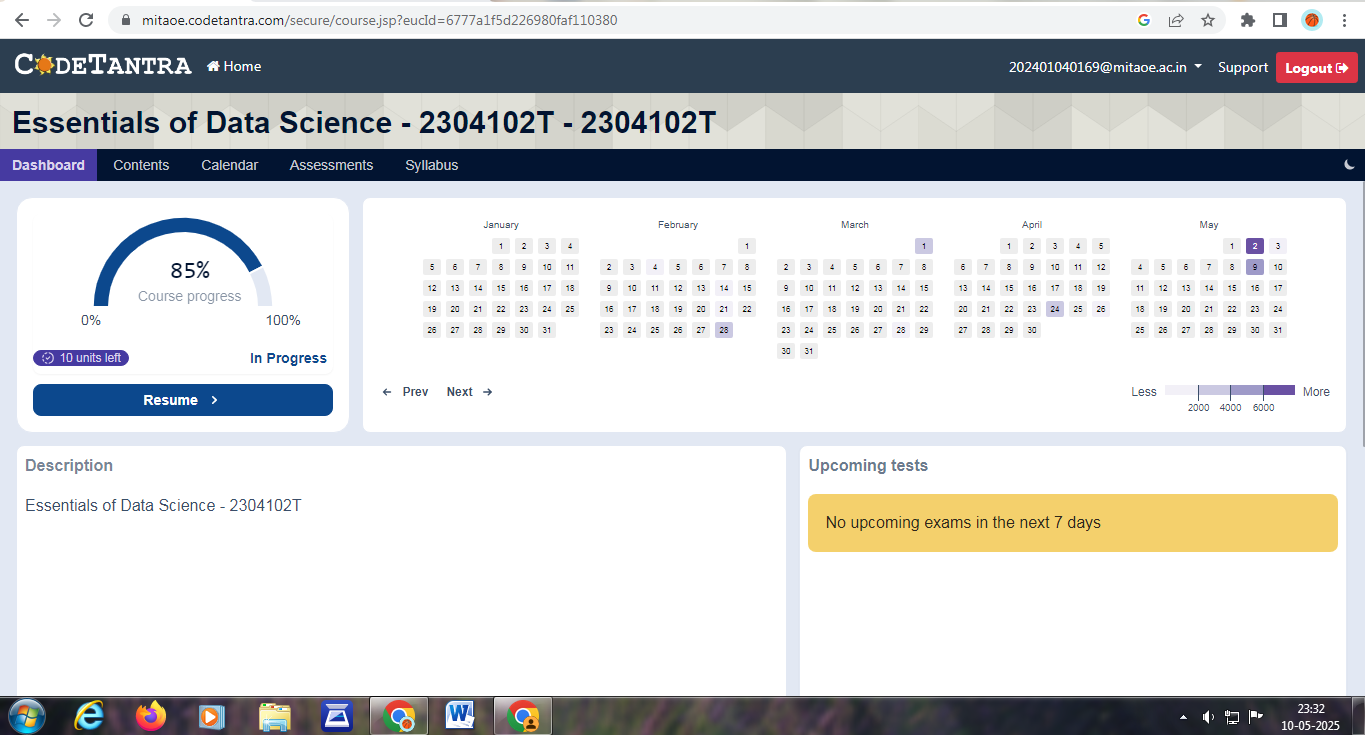 mitaoe.codetantra.com/secure/course.jsp?eucId=6777a1f5d226980faf110380
CODETANTRA Home 202401040169@mitaoe.ac.in Support Logout
Essentials of Data Science - 2304102T - 2304102T
Dashboard Contents Calendar Assessments Syllabus
85%
Course progress
0% 100%
10 units left In Progress
Resume
January
1 2 3 4
5 6 7 8 9 10 11
12 13 14 15 16 17 18
19 20 21 22 23 24 25
26 27 28 29 30 31
February
1
2 3 4 5 6 7 8
9 10 11 12 13 14 15
16 17 18 19 20 21 22
23 24 25 26 27 28
March
1
2 3 4 5 6 7 8
9 10 11 12 13 14 15
16 17 18 19 20 21 22
23 24 25 26 27 28 29
30 31
April
1 2 3 4 5
6 7 8 9 10 11 12
13 14 15 16 17 18 19
20 21 22 23 24 25 26
27 28 29 30
May
1 2 3
4 5 6 7 8 9 10
11 12 13 14 15 16 17
18 19 20 21 22 23 24
25 26 27 28 29 30 31
← Prev Next →
Less More
2000 4000 6000
Description
Essentials of Data Science - 2304102T
Upcoming tests
No upcoming exams in the next 7 days
23:32
10-05-2025